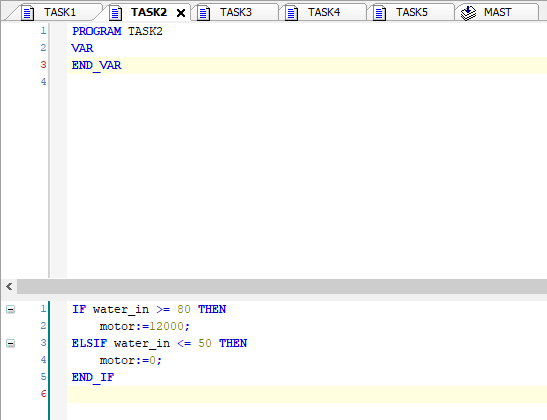 TASK1 TASK2 TASK3 TASK4 TASK5 MAST
1 PROGRAM TASK2
2 VAR
3 END_VAR
4
1 IF water_in >= 80 THEN
2 motor:=12000;
3 ELSIF water_in <= 50 THEN
4 motor:=0;
5 END_IF
6